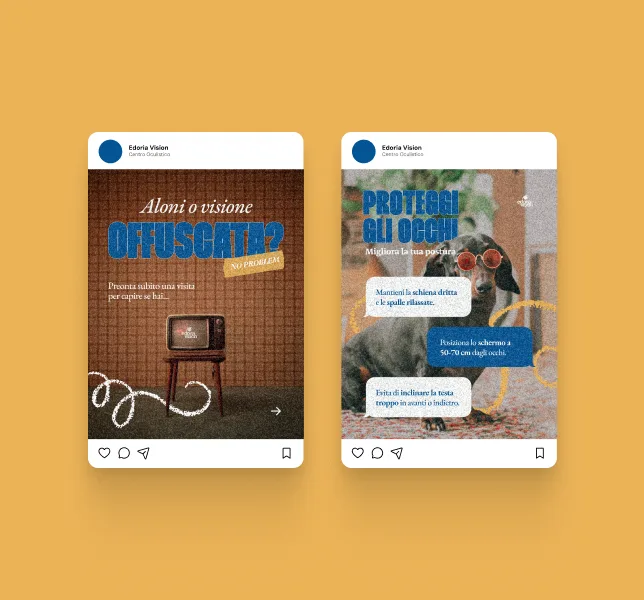 Edoria Vision
Centro Oculistico
Aloni o visione
OFFUSCATA?
NO PROBLEM
Prenota subito una visita
per capire se hai...
Edoria Vision
Centro Oculistico
PROTEGGI
GLI OCCHI
Migliora la tua postura
Mantieni la schiena dritta
e le spalle rilassate.
Posiziona lo schermo a
50-70 cm dagli occhi.
Evita di inclinare la testa
troppo in avanti o indietro.